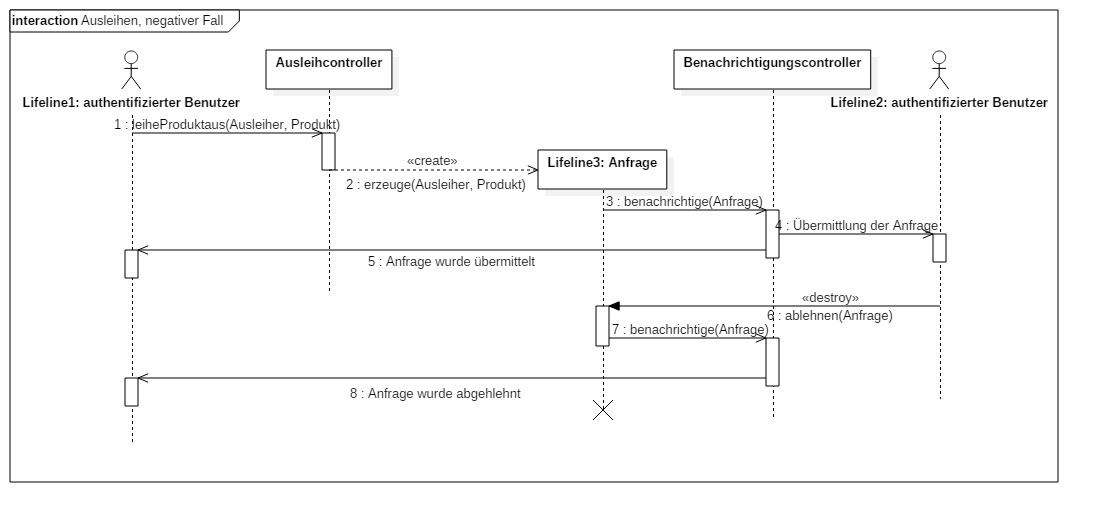 interaction Ausleihen, negativer Fall
Ausleihcontroller
Benachrichtigungscontroller
Lifeline1: authentifizierter Benutzer
Lifeline2: authentifizierter Benutzer
1 : leiheProduktaus(Ausleiher, Produkt)
«create»
Lifeline3: Anfrage
2 : erzeuge(Ausleiher, Produkt)
3 : benachrichtige(Anfrage)
4 : Übermittlung der Anfrage
5 : Anfrage wurde übermittelt
«destroy»
6 : ablehnen(Anfrage)
7 : benachrichtige(Anfrage)
8 : Anfrage wurde abgehlehnt